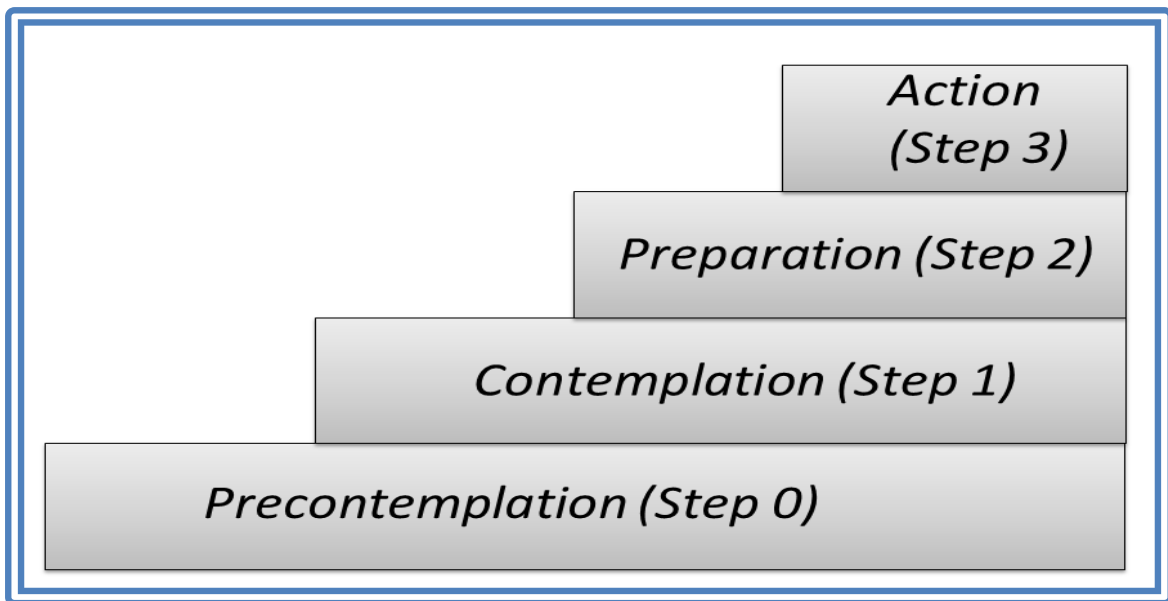 Action
(Step 3)
Preparation (Step 2)
Contemplation (Step 1)
Precontemplation (Step 0)